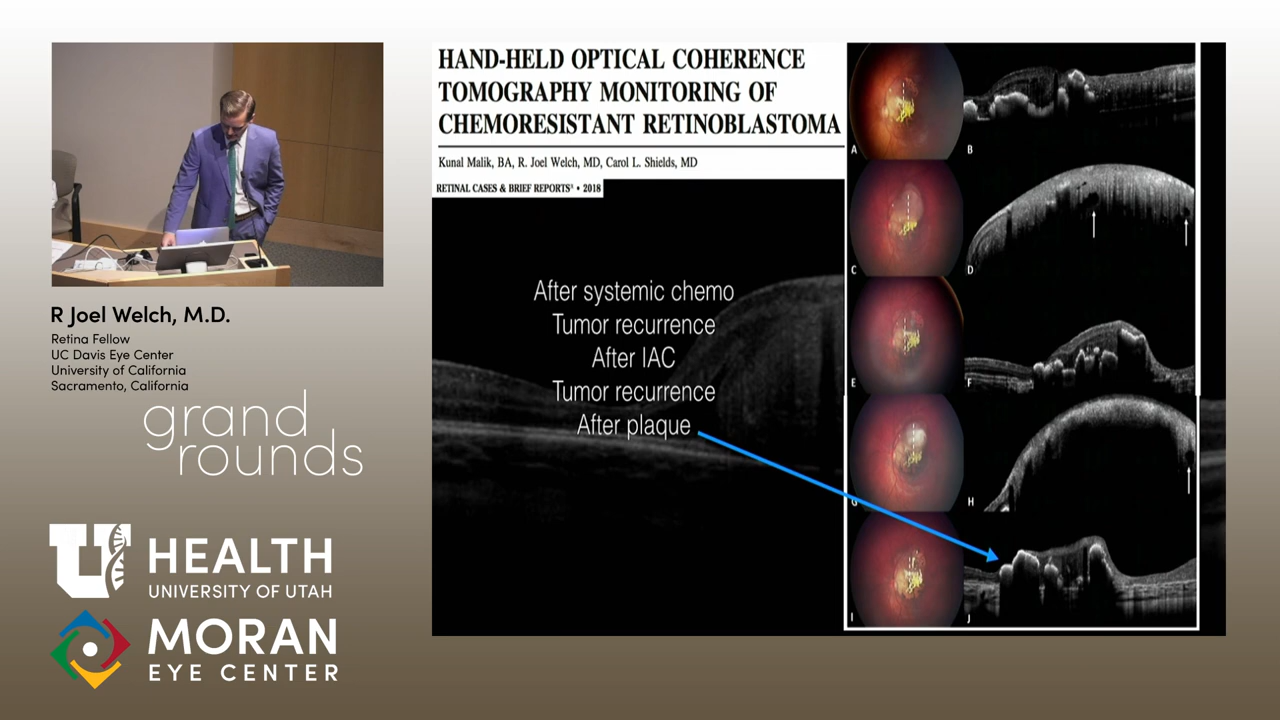 R Joel Welch, M.D.
Retina Fellow
UC Davis Eye Center
University of California
Sacramento, California
grand
rounds
U HEALTH
UNIVERSITY OF UTAH
MORAN
EYE CENTER
HAND-HELD OPTICAL COHERENCE
TOMOGRAPHY MONITORING OF
CHEMORESISTANT RETINOBLASTOMA
Kunal Malik, BA, R. Joel Welch, MD, Carol L. Shields, MD
RETINAL CASES & BRIEF REPORTS® • 2018
After systemic chemo
Tumor recurrence
After IAC
Tumor recurrence
After plaque
A
B
C
D
E
F
G
H
I
J